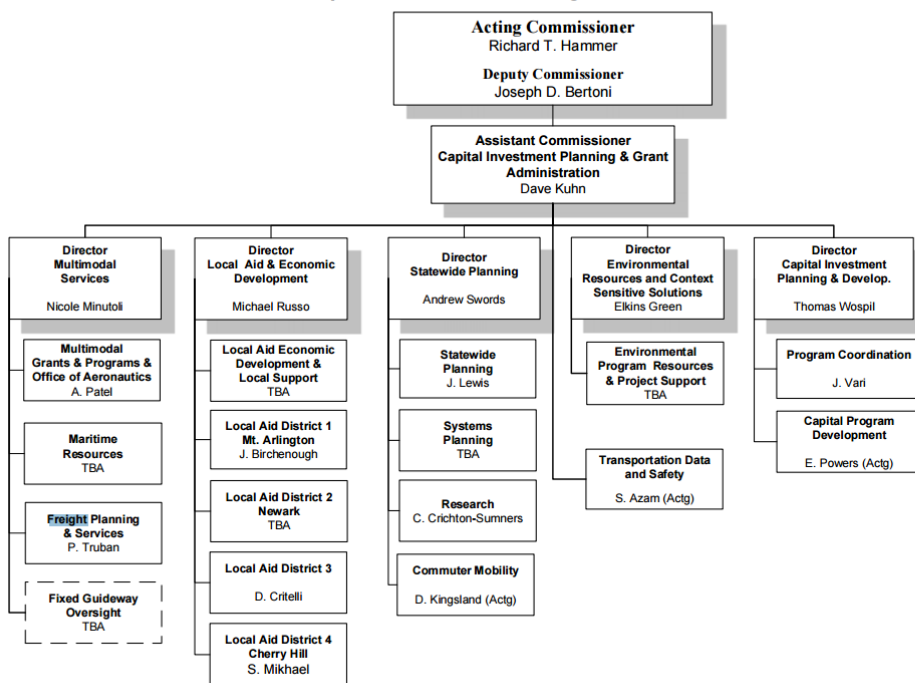 Acting Commissioner
Richard T. Hammer
Deputy Commissioner
Joseph D. Bertoni
Assistant Commissioner
Capital Investment Planning & Grant
Administration
Dave Kuhn
Director
Multimodal
Services
Nicole Minutoli
Multimodal
Grants & Programs &
Office of Aeronautics
A. Patel
Maritime
Resources
TBA
Freight Planning
& Services
P. Truban
Fixed Guideway
Oversight
TBA
Director
Local Aid & Economic
Development
Michael Russo
Local Aid Economic
Development &
Local Support
TBA
Local Aid District 1
Mt. Arlington
J. Birchenough
Local Aid District 2
Newark
TBA
Local Aid District 3
D. Critelli
Local Aid District 4
Cherry Hill
S. Mikhael
Director
Statewide Planning
Andrew Swords
Statewide
Planning
J. Lewis
Systems
Planning
TBA
Research
C. Crichton-Sumners
Commuter Mobility
D. Kingsland (Actg)
Director
Environmental
Resources and Context
Sensitive Solutions
Elkins Green
Environmental
Program Resources
& Project Support
TBA
Transportation Data
and Safety
S. Azam (Actg)
Director
Capital Investment
Planning & Develop.
Thomas Wospil
Program Coordination
J. Vari
Capital Program
Development
E. Powers (Actg)